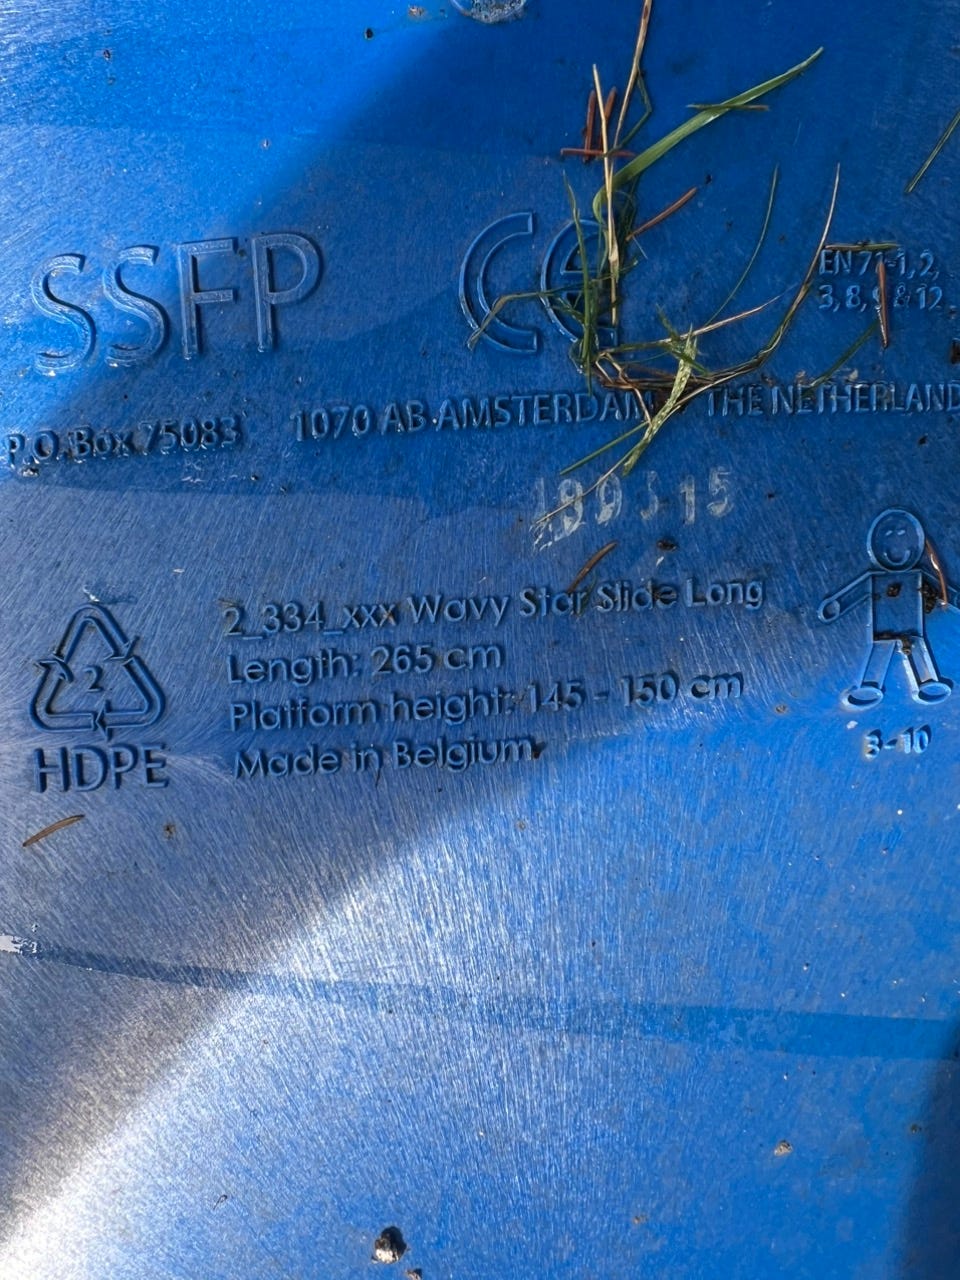 SSFP
CE
EN 71-1, 2,
3, 8, 9 & 12
P.O. Box 75083 1070 AB AMSTERDAM THE NETHERLAND
2_334_xxx Wavy Star Slide Long
Length: 265 cm
Platform height: 145 - 150 cm
Made in Belgium
2
HDPE
3-10